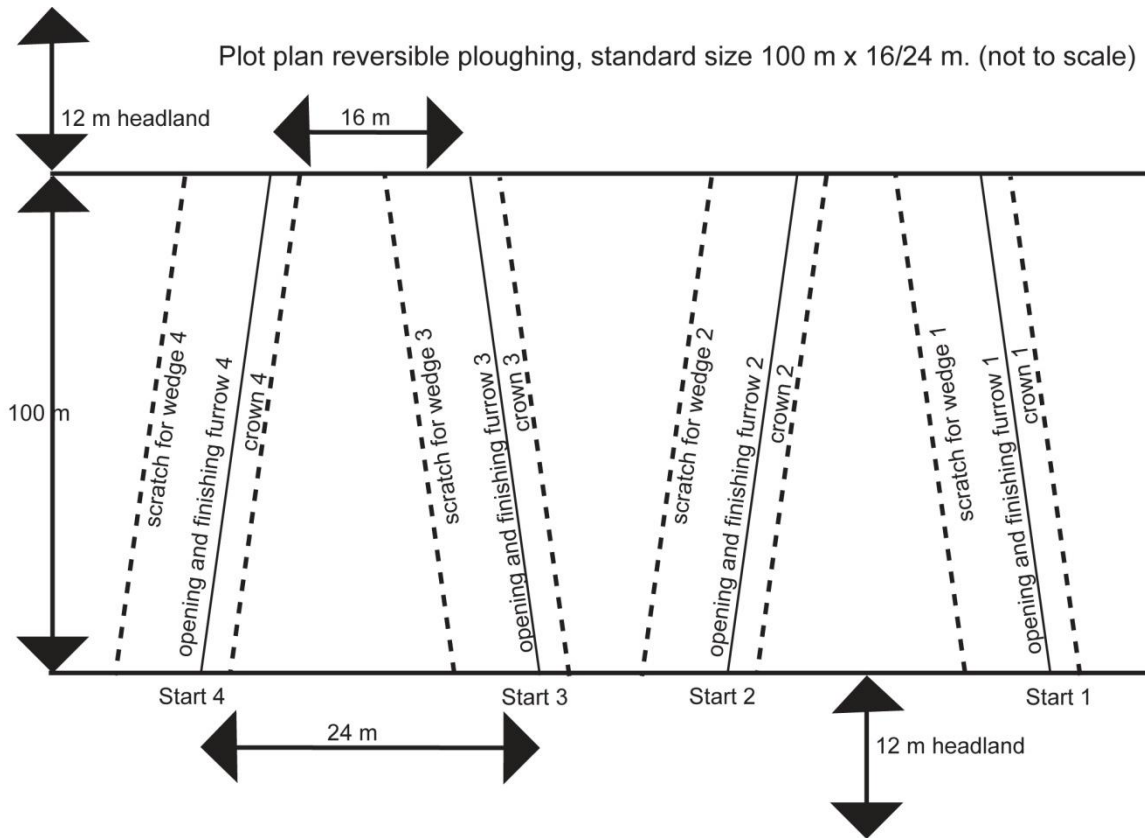 Plot plan reversible ploughing, standard size 100 m x 16/24 m. (not to scale)
12 m headland
16 m
100 m
scratch for wedge 4
opening and finishing furrow 4
crown 4
scratch for wedge 3
opening and finishing furrow 3
crown 3
scratch for wedge 2
opening and finishing furrow 2
crown 2
scratch for wedge 1
opening and finishing furrow 1
crown 1
Start 4
Start 3
Start 2
Start 1
24 m
12 m headland